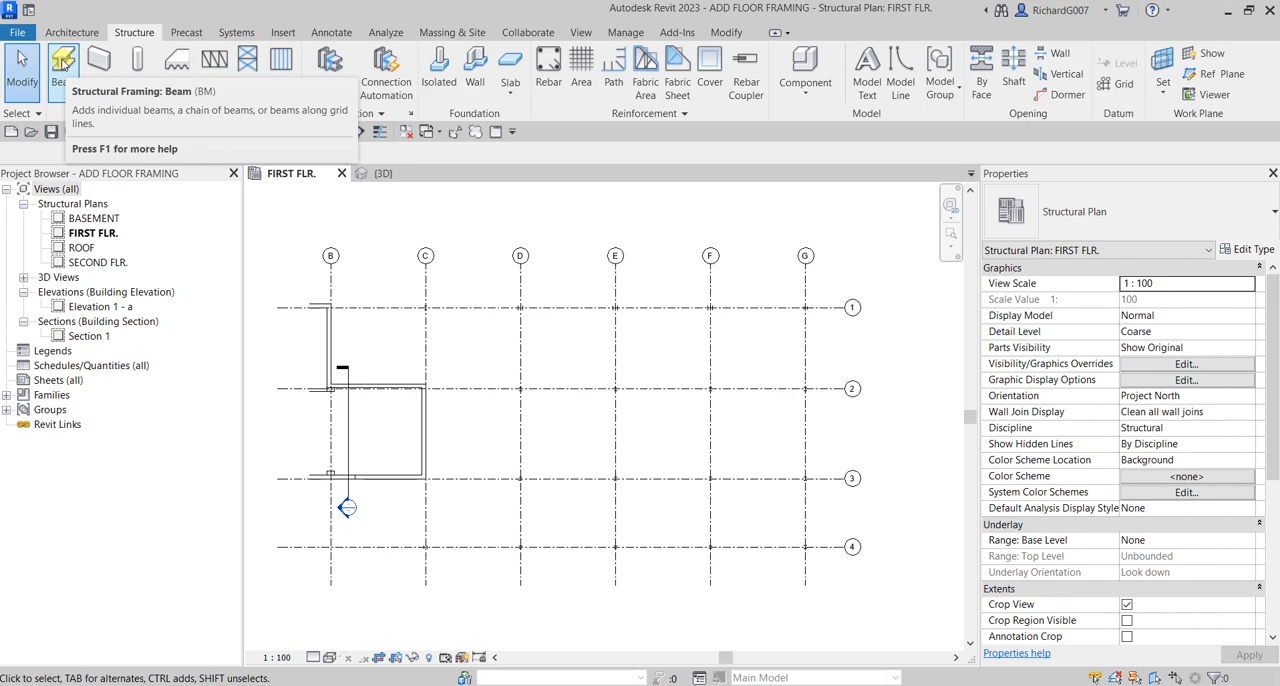 Autodesk Revit 2023 - ADD FLOOR FRAMING - Structural Plan: FIRST FLR.
RichardG007
File Architecture Structure Precast Systems Insert Annotate Analyze Massing & Site Collaborate View Manage Add-Ins Modify
Modify
Connection Automation
Isolated Wall Slab
Rebar Area Path Fabric Area Fabric Sheet Cover Rebar Coupler
Component
Model Text Model Line Model Group
By Face Shaft Wall
Vertical
Dormer
Level
Grid
Set Show
Ref Plane
Viewer
Select Foundation Reinforcement Model Opening Datum Work Plane
Structural Framing: Beam (BM)
Adds individual beams, a chain of beams, or beams along grid
lines.
Press F1 for more help
Project Browser - ADD FLOOR FRAMING
Views (all)
Structural Plans
BASEMENT
FIRST FLR.
ROOF
SECOND FLR.
3D Views
Elevations (Building Elevation)
Elevation 1 - a
Sections (Building Section)
Section 1
Legends
Schedules/Quantities (all)
Sheets (all)
Families
Groups
Revit Links
FIRST FLR.
{3D}
B C D E F G
1
2
3
4
1 : 100
Properties
Structural Plan
Structural Plan: FIRST FLR. Edit Type
Graphics
View Scale 1 : 100
Scale Value 1: 100
Display Model Normal
Detail Level Coarse
Parts Visibility Show Original
Visibility/Graphics Overrides Edit...
Graphic Display Options Edit...
Orientation Project North
Wall Join Display Clean all wall joins
Discipline Structural
Show Hidden Lines By Discipline
Color Scheme Location Background
Color Scheme <none>
System Color Schemes Edit...
Default Analysis Display Style None
Underlay
Range: Base Level None
Range: Top Level Unbounded
Underlay Orientation Look down
Extents
Crop View
Crop Region Visible
Annotation Crop
Properties help Apply
Click to select, TAB for alternates, CTRL adds, SHIFT unselects.
:0
Main Model
:0